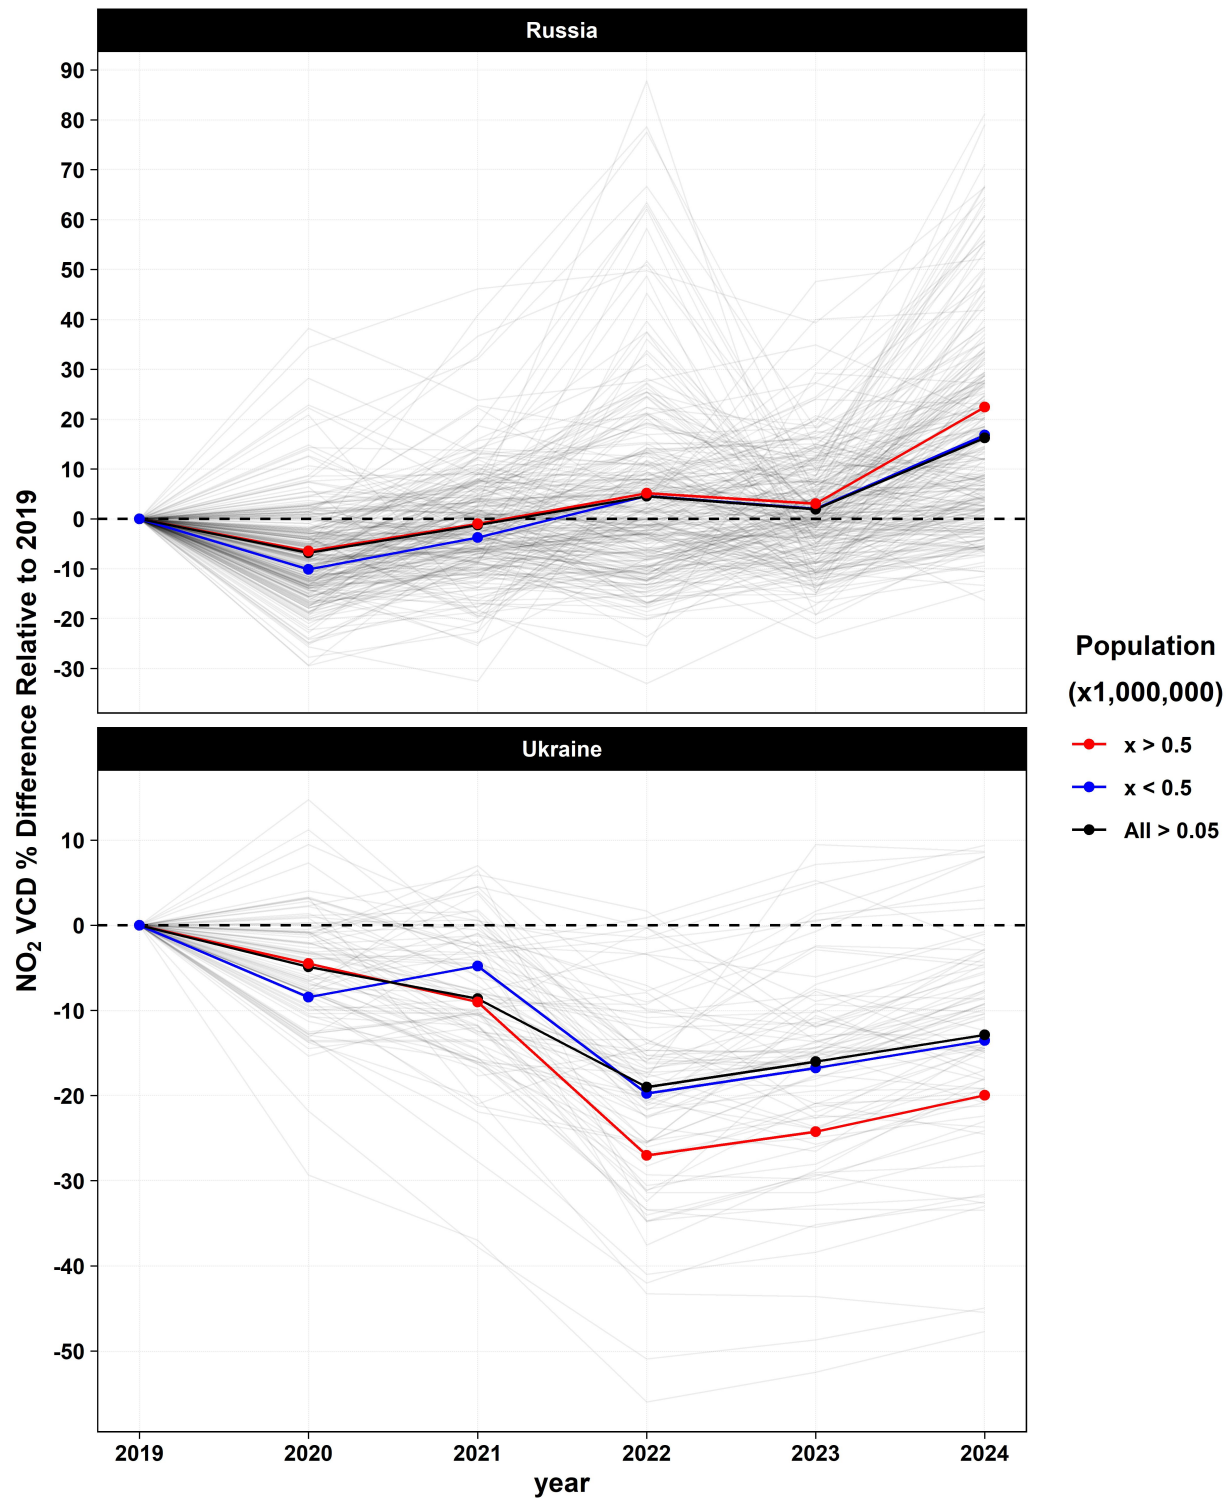 Russia
90
80
70
60
50
40
30
20
10
0
-10
-20
-30
NO₂ VCD % Difference Relative to 2019
Ukraine
10
0
-10
-20
-30
-40
-50
2019 2020 2021 2022 2023 2024
year
Population
(x1,000,000)
x > 0.5
x < 0.5
All > 0.05